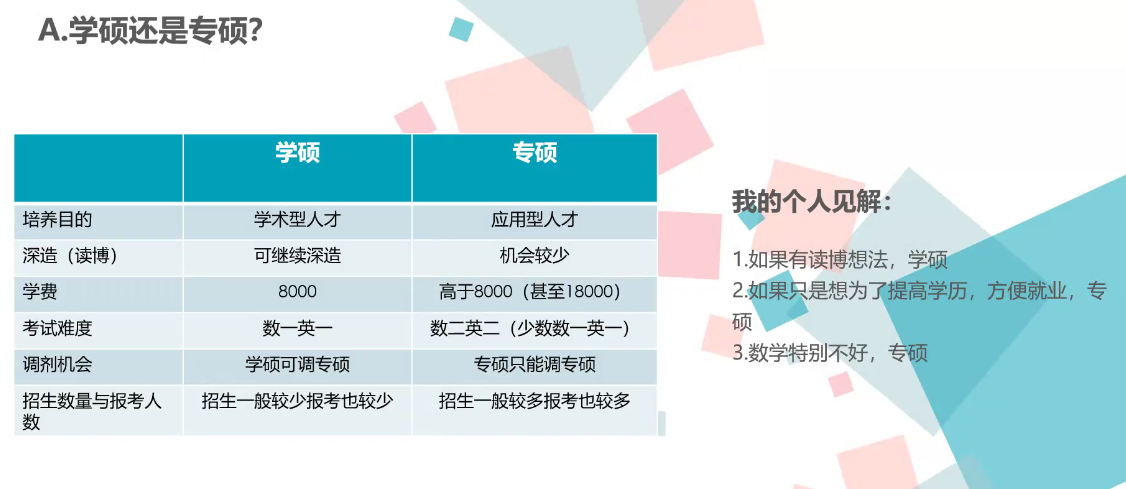 A.学硕还是专硕？
学硕 专硕
培养目的 学术型人才 应用型人才
深造（读博） 可继续深造 机会较少
学费 8000 高于8000（甚至18000）
考试难度 数一英一 数二英二（少数数一英一）
调剂机会 学硕可调专硕 专硕只能调专硕
招生数量与报考人 招生一般较少报考也较少 招生一般较多报考也较多
数
我的个人见解：
1.如果有读博想法，学硕
2.如果只是想为了提高学历，方便就业，专
硕
3.数学特别不好，专硕